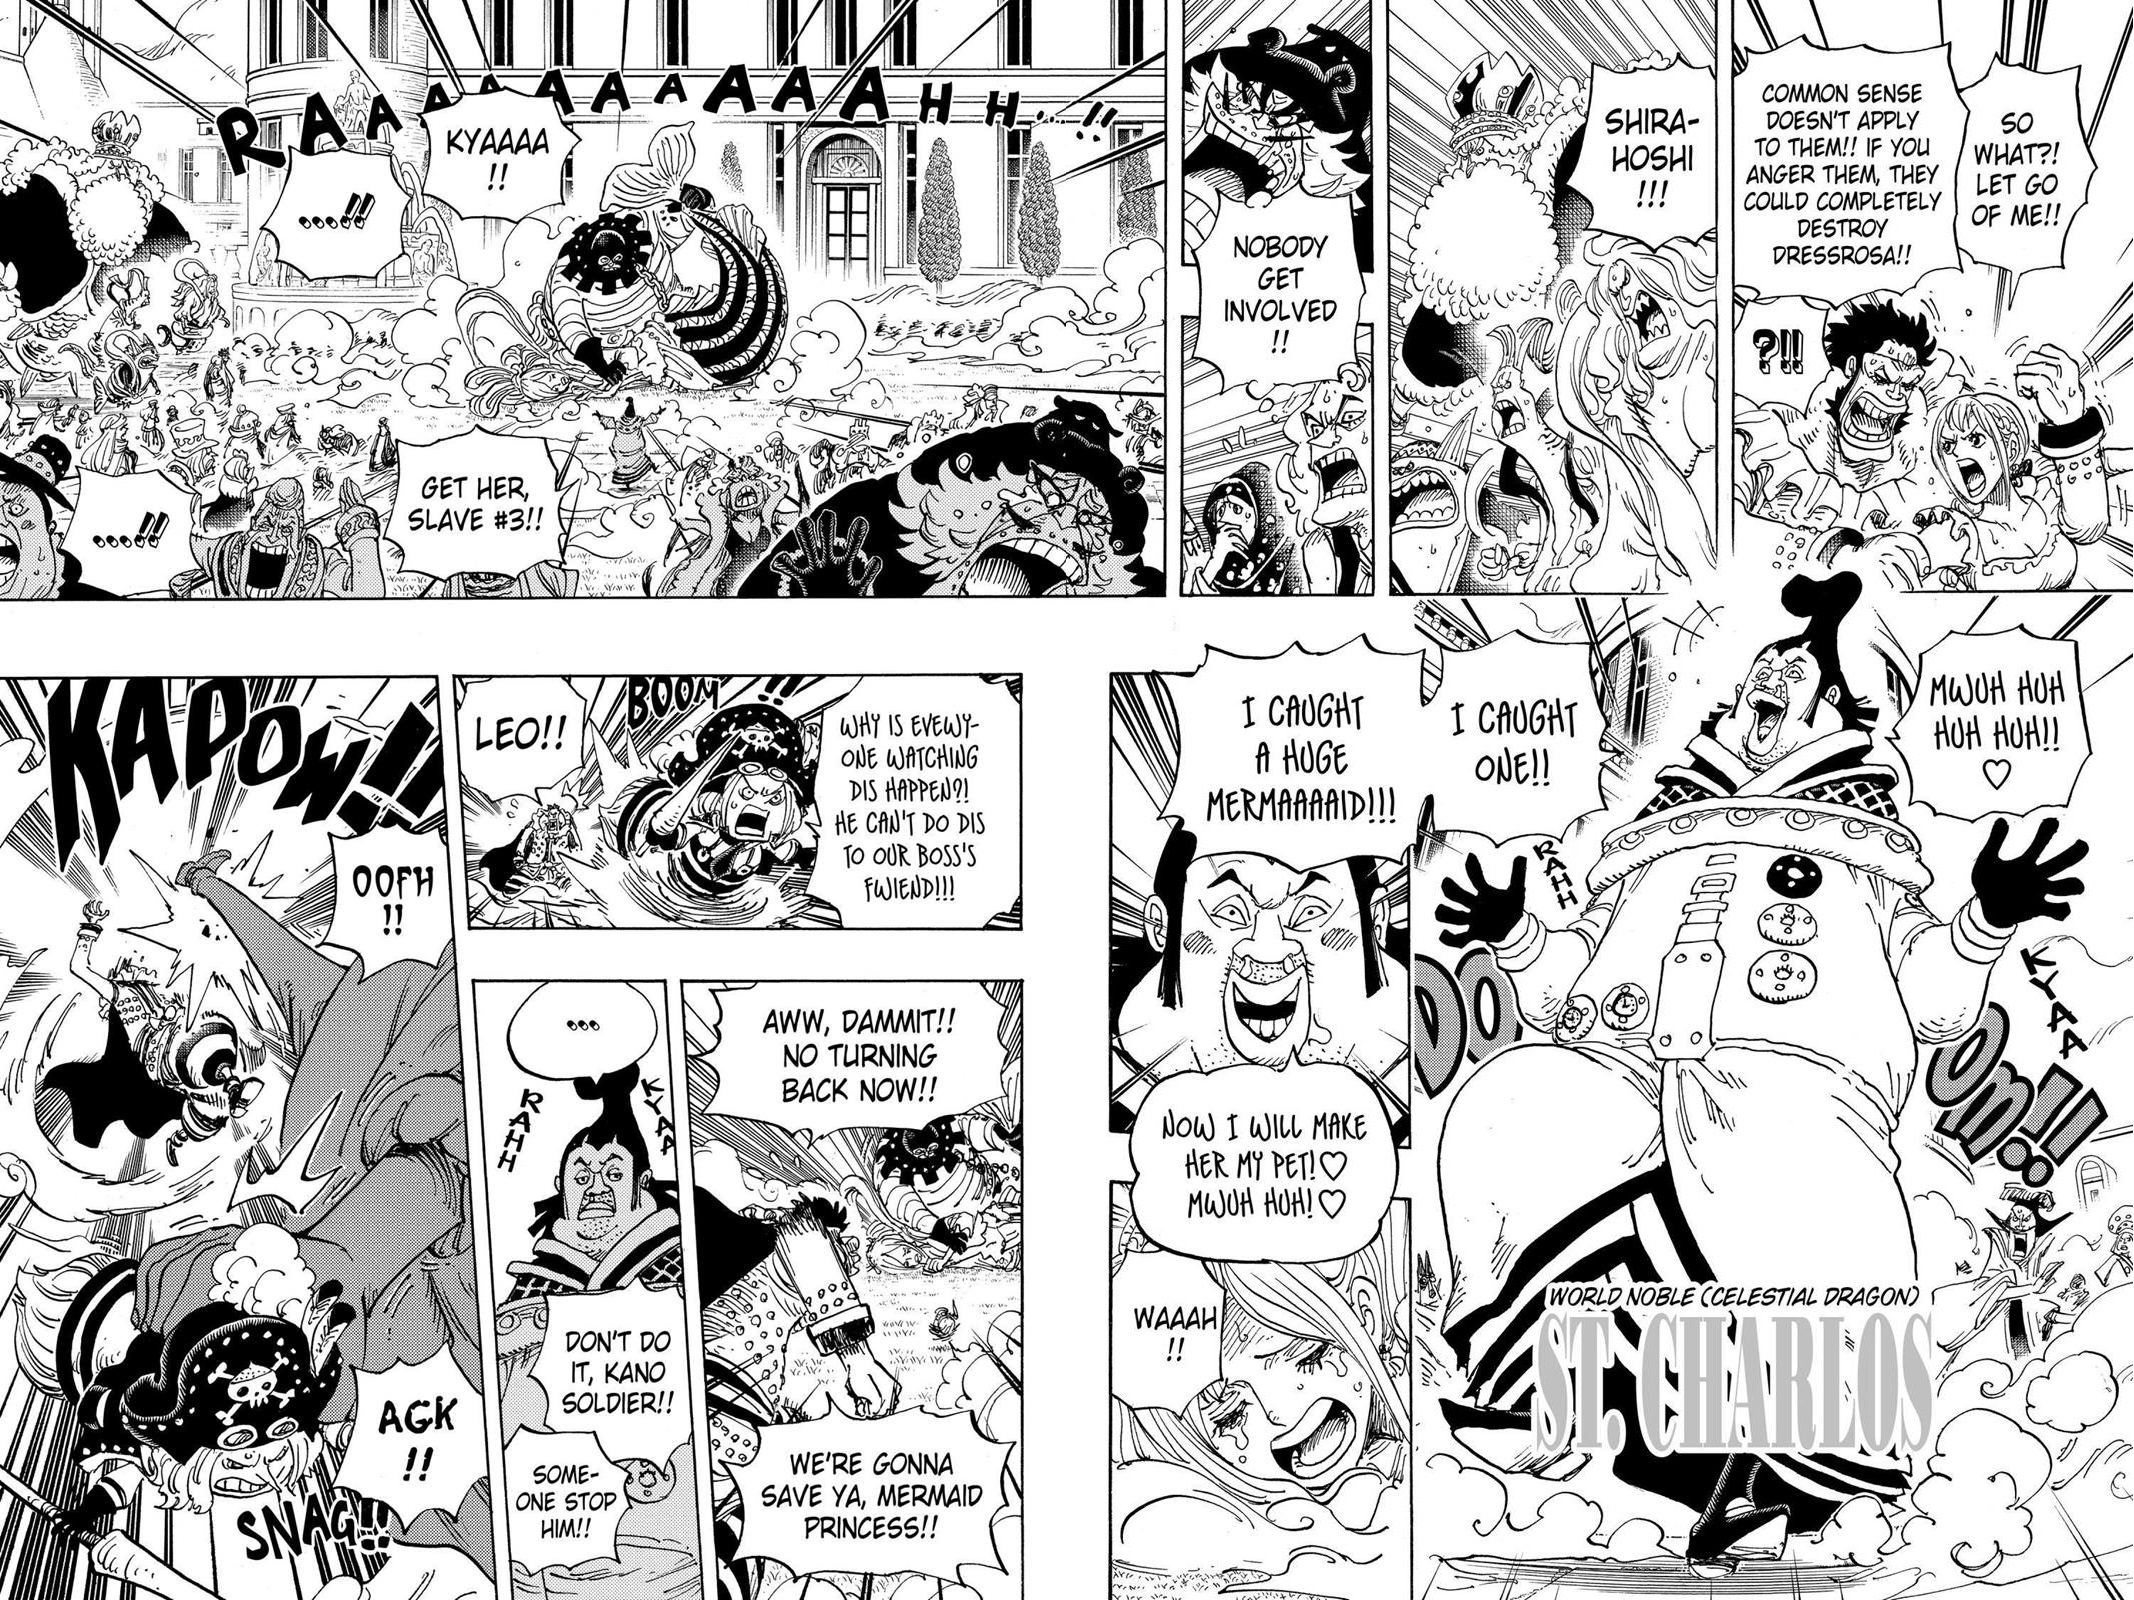 SO
WHAT?!
LET GO
OF ME!!
COMMON SENSE
DOESN'T APPLY
TO THEM!! IF YOU
ANGER THEM, THEY
COULD COMPLETELY
DESTROY
DRESSROSA!!
?!!
SHIRA-
HOSHI
!!!
NOBODY
GET
INVOLVED
!!
RAAAAAAAAAAHH...!!
KYAAAA
!!
...!!
GET HER,
SLAVE #3!!
...!!
MWUH HUH
HUH HUH!!
♡
I CAUGHT
ONE!!
RAHH
KYAA
DOOM!!
WORLD NOBLE (CELESTIAL DRAGON)
ST. CHARLOS
I CAUGHT
A HUGE
MERMAAAAID!!!
NOW I WILL MAKE
HER MY PET!♡
MWUH HUH!♡
WAAAH
!!
WHY IS EVEWY-
ONE WATCHING
DIS HAPPEN?!
HE CAN'T DO DIS
TO OUR BOSS'S
FWIEND!!!
BOOM!!
LEO!!
AWW, DAMMIT!!
NO TURNING
BACK NOW!!
WE'RE GONNA
SAVE YA, MERMAID
PRINCESS!!
...
KYAA
RAHH
DON'T DO
IT, KANO
SOLDIER!!
SOME-
ONE STOP
HIM!!
KAPOW!!
OOFH
!!
AGK
!!
SNAG!!